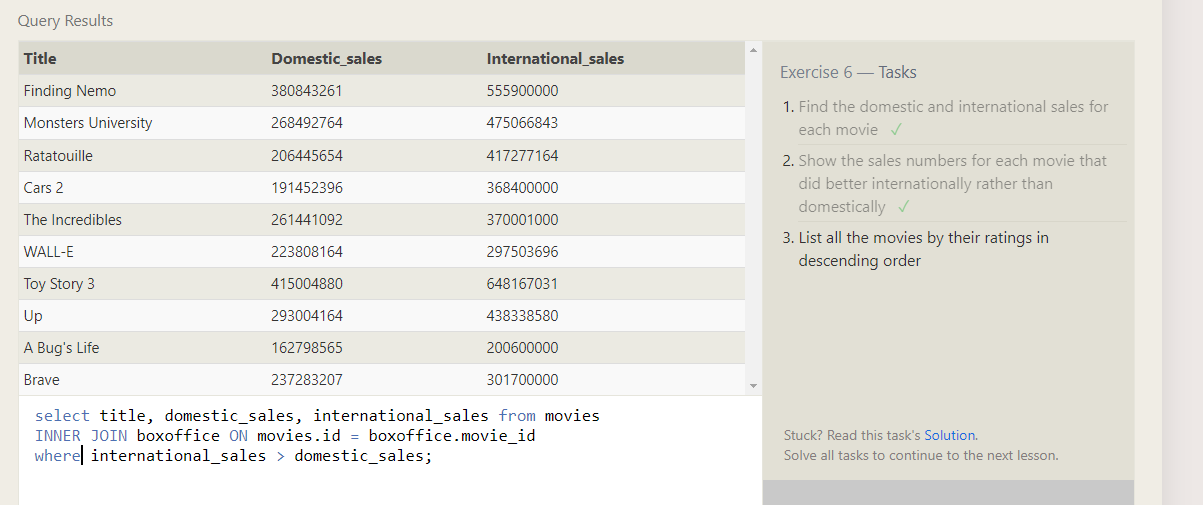 Query Results
Title Domestic_sales International_sales
Finding Nemo 380843261 555900000
Monsters University 268492764 475066843
Ratatouille 206445654 417277164
Cars 2 191452396 368400000
The Incredibles 261441092 370001000
WALL-E 223808164 297503696
Toy Story 3 415004880 648167031
Up 293004164 438338580
A Bug's Life 162798565 200600000
Brave 237283207 301700000
select title, domestic_sales, international_sales from movies
INNER JOIN boxoffice ON movies.id = boxoffice.movie_id
where international_sales > domestic_sales;
Exercise 6 — Tasks
1. Find the domestic and international sales for
each movie ✓
2. Show the sales numbers for each movie that
did better internationally rather than
domestically ✓
3. List all the movies by their ratings in
descending order
Stuck? Read this task's Solution.
Solve all tasks to continue to the next lesson.